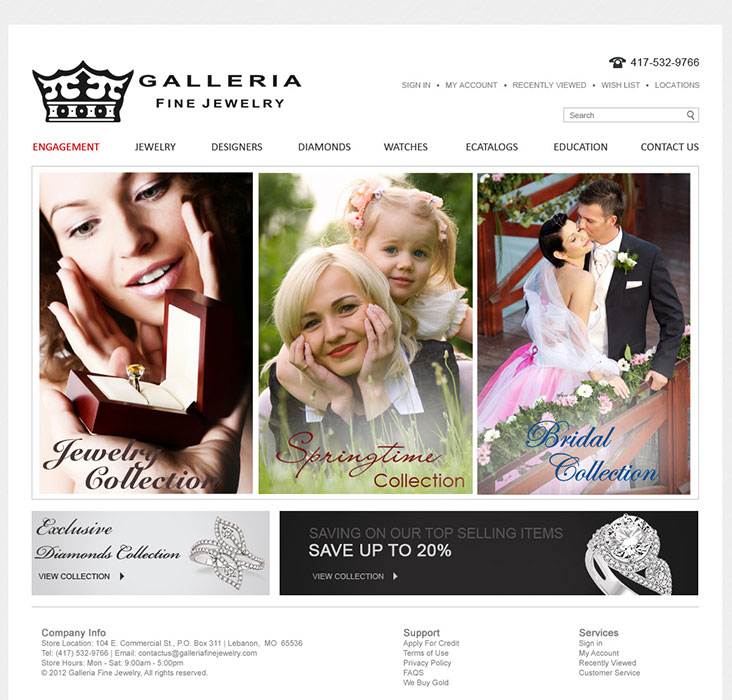 GALLERIA
FINE JEWELRY
417-532-9766
SIGN IN • MY ACCOUNT • RECENTLY VIEWED • WISH LIST • LOCATIONS
Search
ENGAGEMENT JEWELRY DESIGNERS DIAMONDS WATCHES ECATALOGS EDUCATION CONTACT US
Jewelry
Collection
Springtime
Collection
Bridal
Collection
Exclusive
Diamonds Collection
VIEW COLLECTION
SAVING ON OUR TOP SELLING ITEMS
SAVE UP TO 20%
VIEW COLLECTION
Company Info
Store Location: 104 E. Commercial St., P.O. Box 311 | Lebanon, MO 65536
Tel: (417) 532-9766 | Email: contactus@galleriafinejewelry.com
Store Hours: Mon - Sat: 9:00am - 5:00pm
© 2012 Galleria Fine Jewelry, All rights reserved.
Support
Apply For Credit
Terms of Use
Privacy Policy
FAQS
We Buy Gold
Services
Sign in
My Account
Recently Viewed
Customer Service